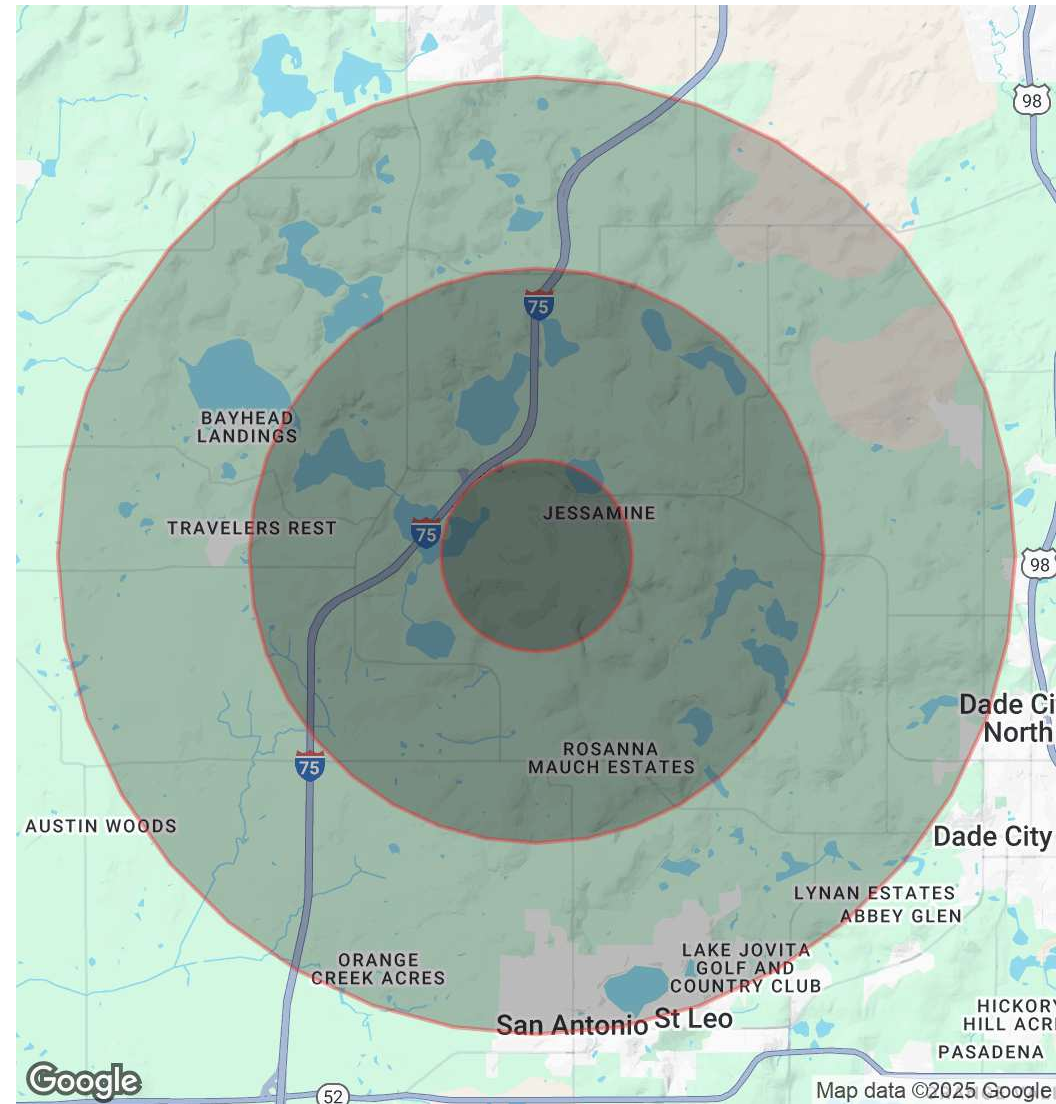 98
75
BAYHEAD
LANDINGS
JESSAMINE
TRAVELERS REST
75
98
Dade Ci
North
ROSANNA
MAUCH ESTATES
75
AUSTIN WOODS
Dade City
LYNAN ESTATES
ABBEY GLEN
LAKE JOVITA
GOLF AND
COUNTRY CLUB
ORANGE
CREEK ACRES
San Antonio
St Leo
HICKORY
HILL ACR
PASADENA
Google
52
Map data ©2025 Google